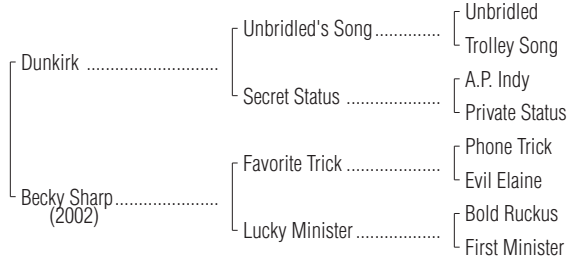 Unbridled
Unbridled's Song..............
Trolley Song
Dunkirk ............................
A.P. Indy
Secret Status ....................
Private Status
Phone Trick
Favorite Trick ....................
Evil Elaine
Becky Sharp......................
(2002)
Bold Ruckus
Lucky Minister..................
First Minister